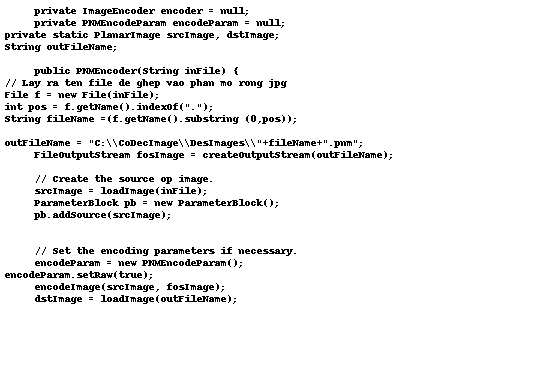 private ImageEncoder encoder = null;
private PNMEncodeParam encodeParam = null;
private static PlanarImage srcImage, dstImage;
String outFileName;
public PNMEncoder(String inFile) {
// Lay ra ten file de ghep vao phan mo rong jpg
File f = new File(inFile);
int pos = f.getName().indexOf(".");
String fileName =(f.getName().substring (0,pos));
outFileName = "C:\\CoDecImage\\DesImages\\"+fileName+".pnm";
FileOutputStream fosImage = createOutputStream(outFileName);
// Create the source op image.
srcImage = loadImage(inFile);
ParameterBlock pb = new ParameterBlock();
pb.addSource(srcImage);
// Set the encoding parameters if necessary.
encodeParam = new PNMEncodeParam();
encodeParam.setRaw(true);
encodeImage(srcImage, fosImage);
dstImage = loadImage(outFileName);